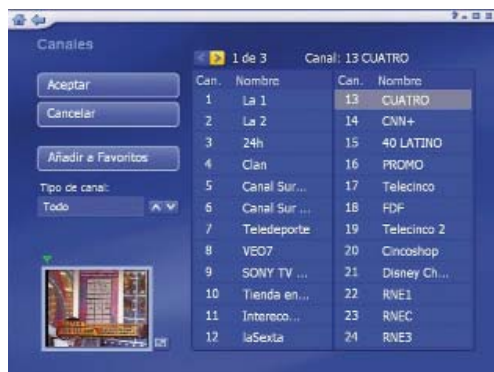 Canales
1 de 3 Canal: 13 CUATRO
Aceptar
Cancelar
Añadir a Favoritos
Tipo de canal:
Todo
Can. Nombre Can. Nombre
1 La 1 13 CUATRO
2 La 2 14 CNN+
3 24h 15 40 LATINO
4 Clan 16 PROMO
5 Canal Sur... 17 Telecinco
6 Canal Sur ... 18 FDF
7 Teledeporte 19 Telecinco 2
8 VEO7 20 Cincoshop
9 SONY TV ... 21 Disney Ch...
10 Tienda en... 22 RNE1
11 Intereco... 23 RNEC
12 laSexta 24 RNE3